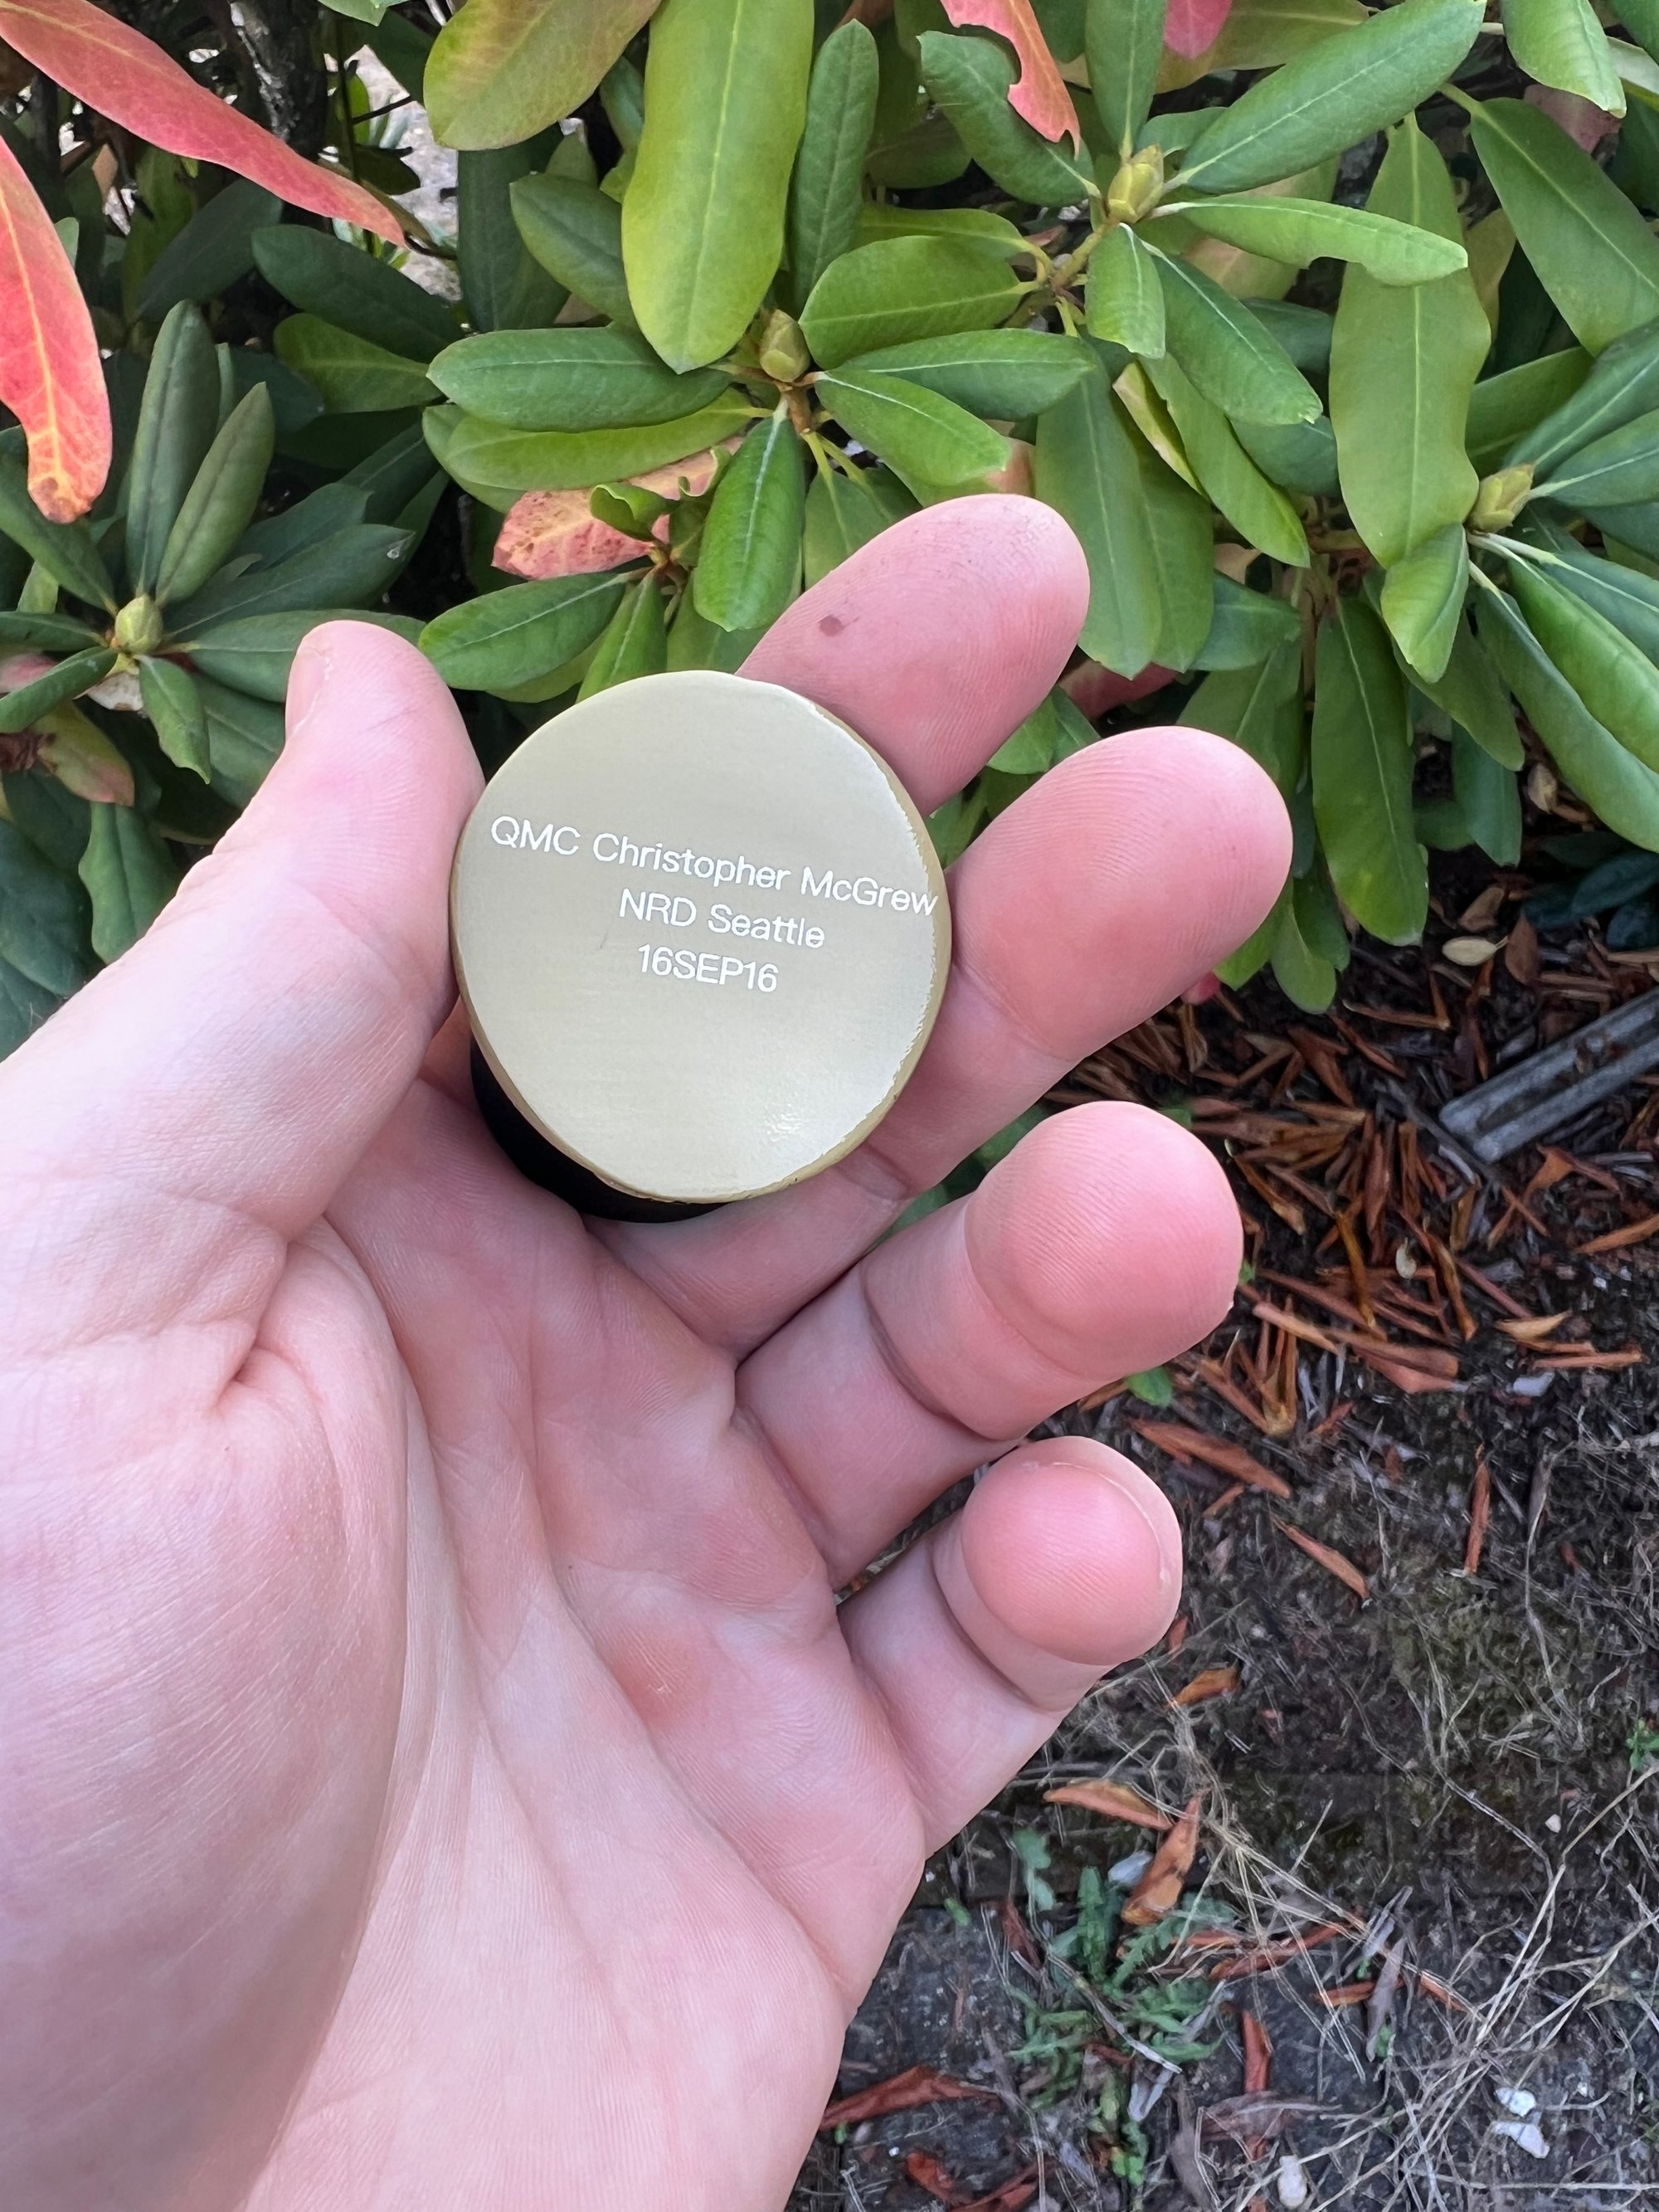 QMC Christopher McGrew
NRD Seattle
16SEP16